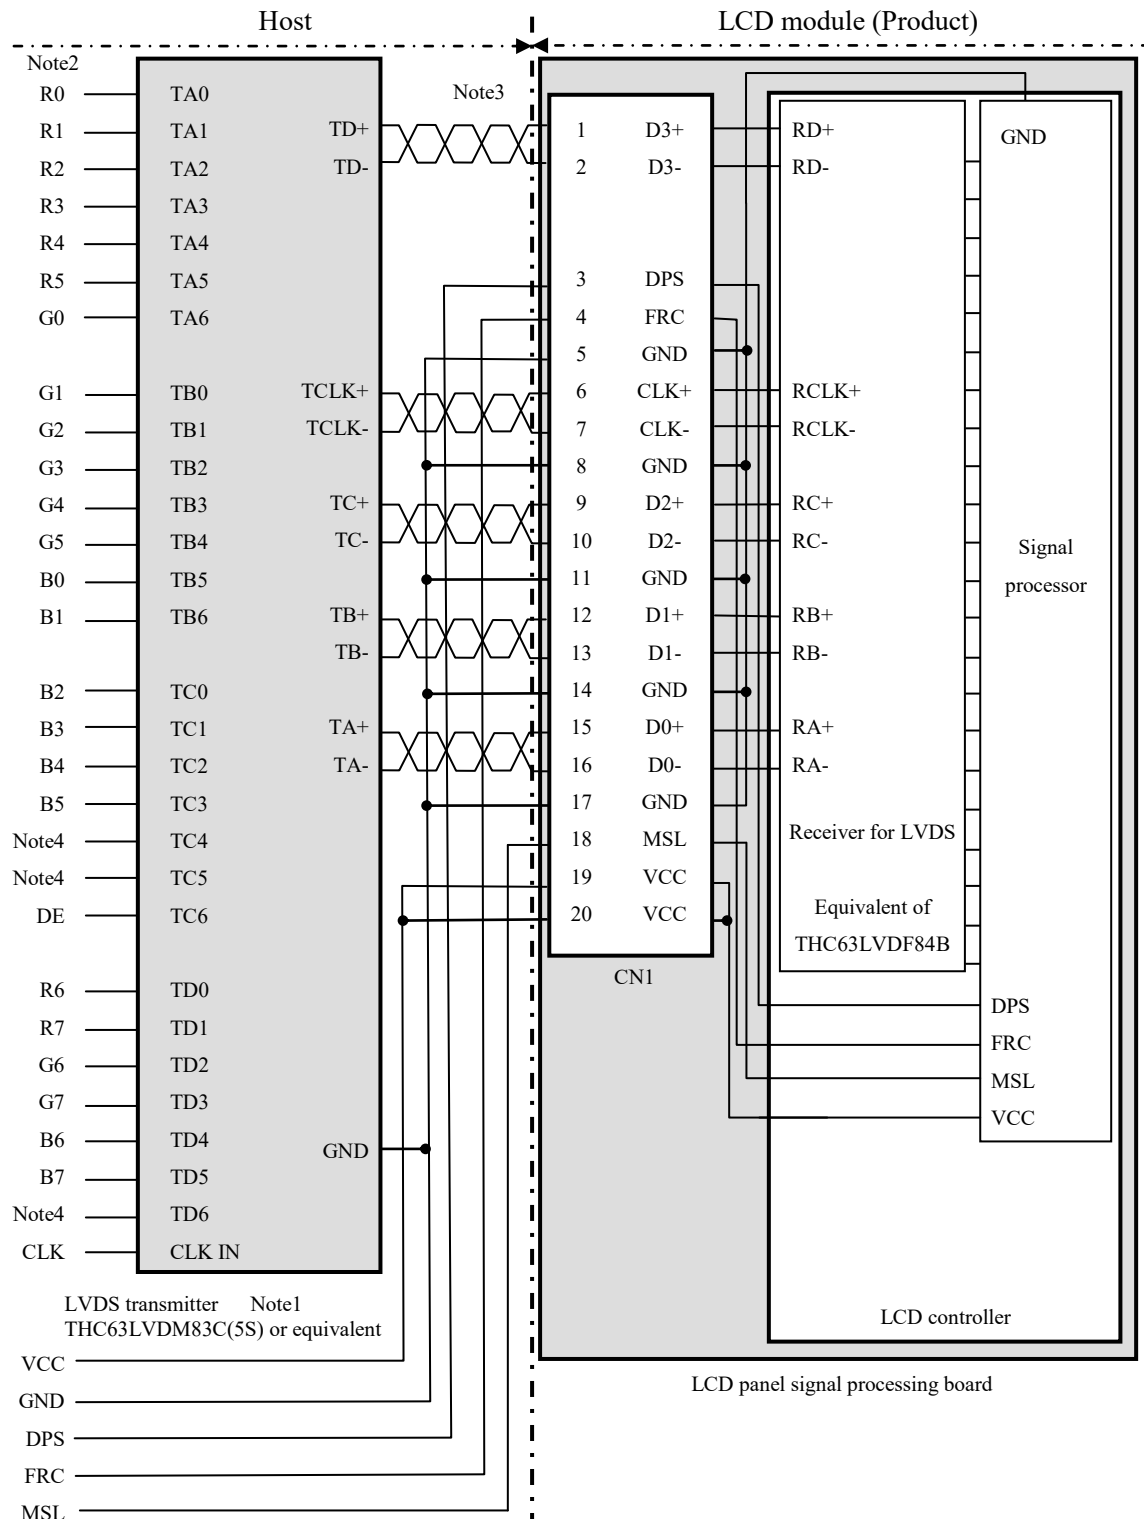 Host
LCD module (Product)
Note2
R0 TA0
R1 TA1
R2 TA2
R3 TA3
R4 TA4
R5 TA5
G0 TA6
G1 TB0
G2 TB1
G3 TB2
G4 TB3
G5 TB4
B0 TB5
B1 TB6
B2 TC0
B3 TC1
B4 TC2
B5 TC3
Note4 TC4
Note4 TC5
DE TC6
R6 TD0
R7 TD1
G6 TD2
G7 TD3
B6 TD4
B7 TD5
Note4 TD6
CLK CLK IN
TD+
TD-
TCLK+
TCLK-
TC+
TC-
TB+
TB-
TA+
TA-
GND
Note3
LVDS transmitter Note1
THC63LVDM83C(5S) or equivalent
VCC
GND
DPS
FRC
MSL
1 D3+
2 D3-
3 DPS
4 FRC
5 GND
6 CLK+
7 CLK-
8 GND
9 D2+
10 D2-
11 GND
12 D1+
13 D1-
14 GND
15 D0+
16 D0-
17 GND
18 MSL
19 VCC
20 VCC
CN1
RD+
RD-
RCLK+
RCLK-
RC+
RC-
RB+
RB-
RA+
RA-
Receiver for LVDS
Equivalent of
THC63LVDF84B
GND
Signal
processor
DPS
FRC
MSL
VCC
LCD controller
LCD panel signal processing board